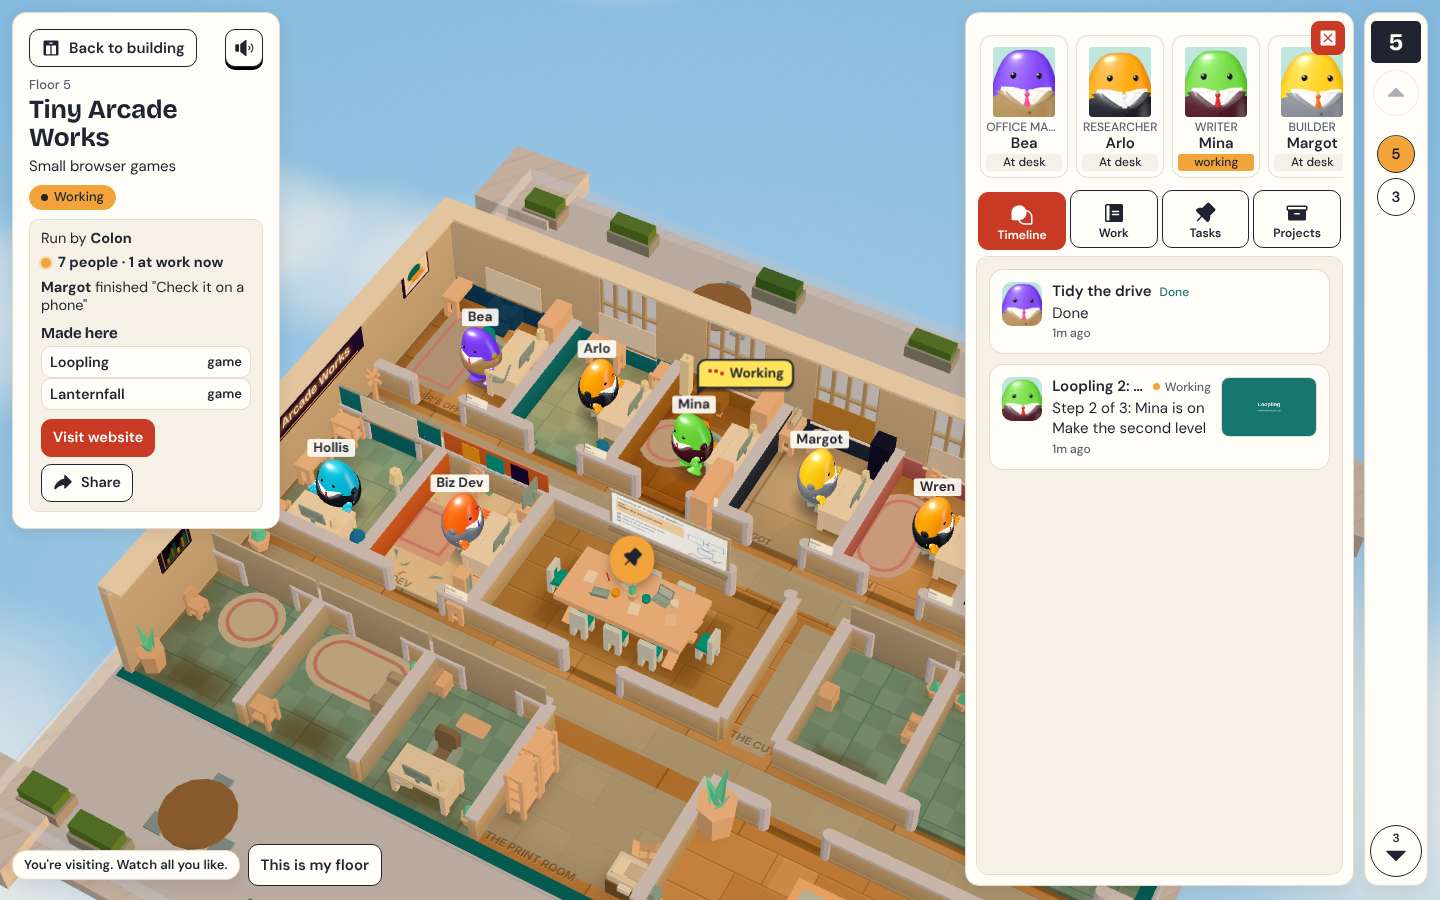 Back to building
Floor 5
Tiny Arcade
Works
Small browser games
Working
Run by Colon
7 people · 1 at work now
Margot finished "Check it on a
phone"
Made here
Loopling game
Lanternfall game
Visit website
Share
Arcade Works
Bea
Arlo
Working
Mina
Margot
Hollis
Biz Dev
Wren
THE CU
THE PRINT ROOM
You're visiting. Watch all you like.
This is my floor
OFFICE MA...
Bea
At desk
RESEARCHER
Arlo
At desk
WRITER
Mina
working
BUILDER
Margot
At desk
Timeline
Work
Tasks
Projects
Tidy the drive Done
Done
1m ago
Loopling 2: ... Working
Step 2 of 3: Mina is on
Make the second level
1m ago
Loopling
5
5
3
3